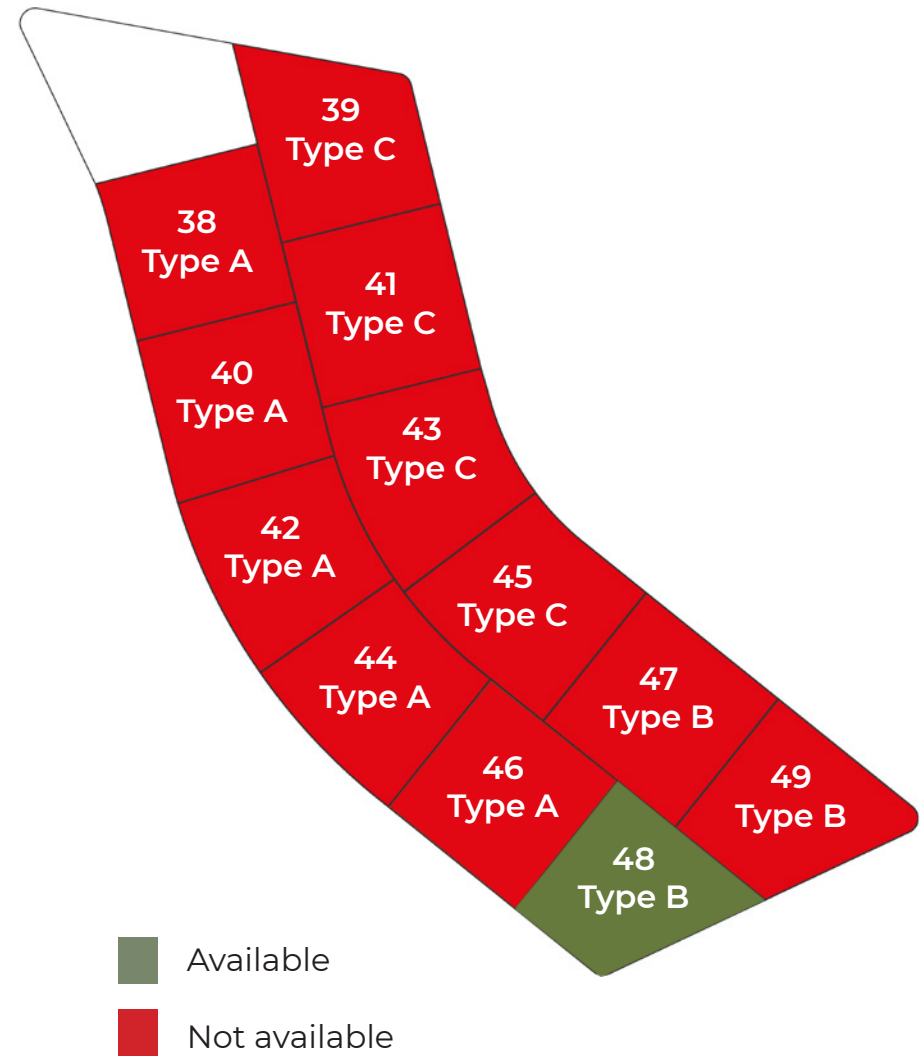 39
Type C
38
Type A
41
Type C
40
Type A
43
Type C
42
Type A
45
Type C
44
Type A
47
Type B
46
Type A
49
Type B
48
Type B
Available
Not available